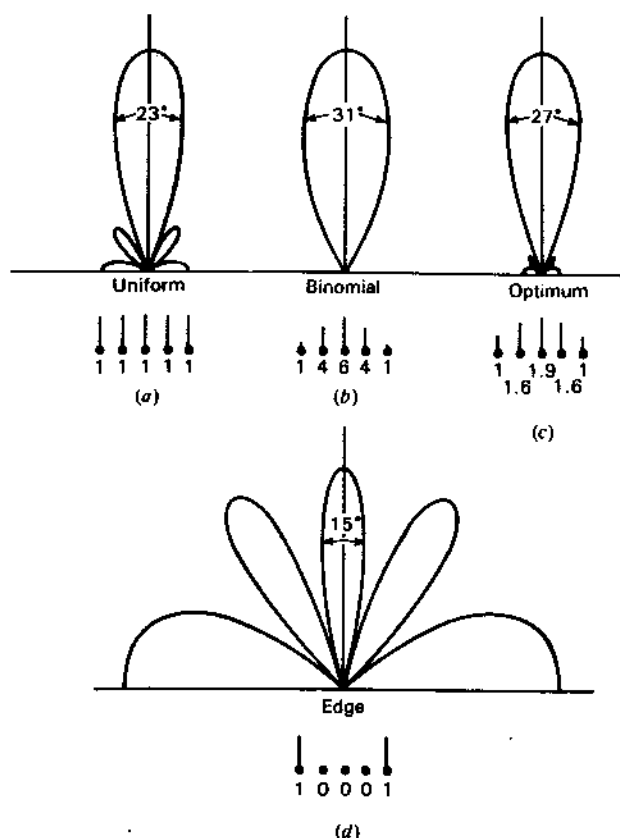 23°
31°
27°
Uniform
Binomial
Optimum
1 1 1 1 1
1 4 6 4 1
1 1.9 1
1.6 1.6
(a)
(b)
(c)
15°
Edge
1 0 0 0 1
(d)